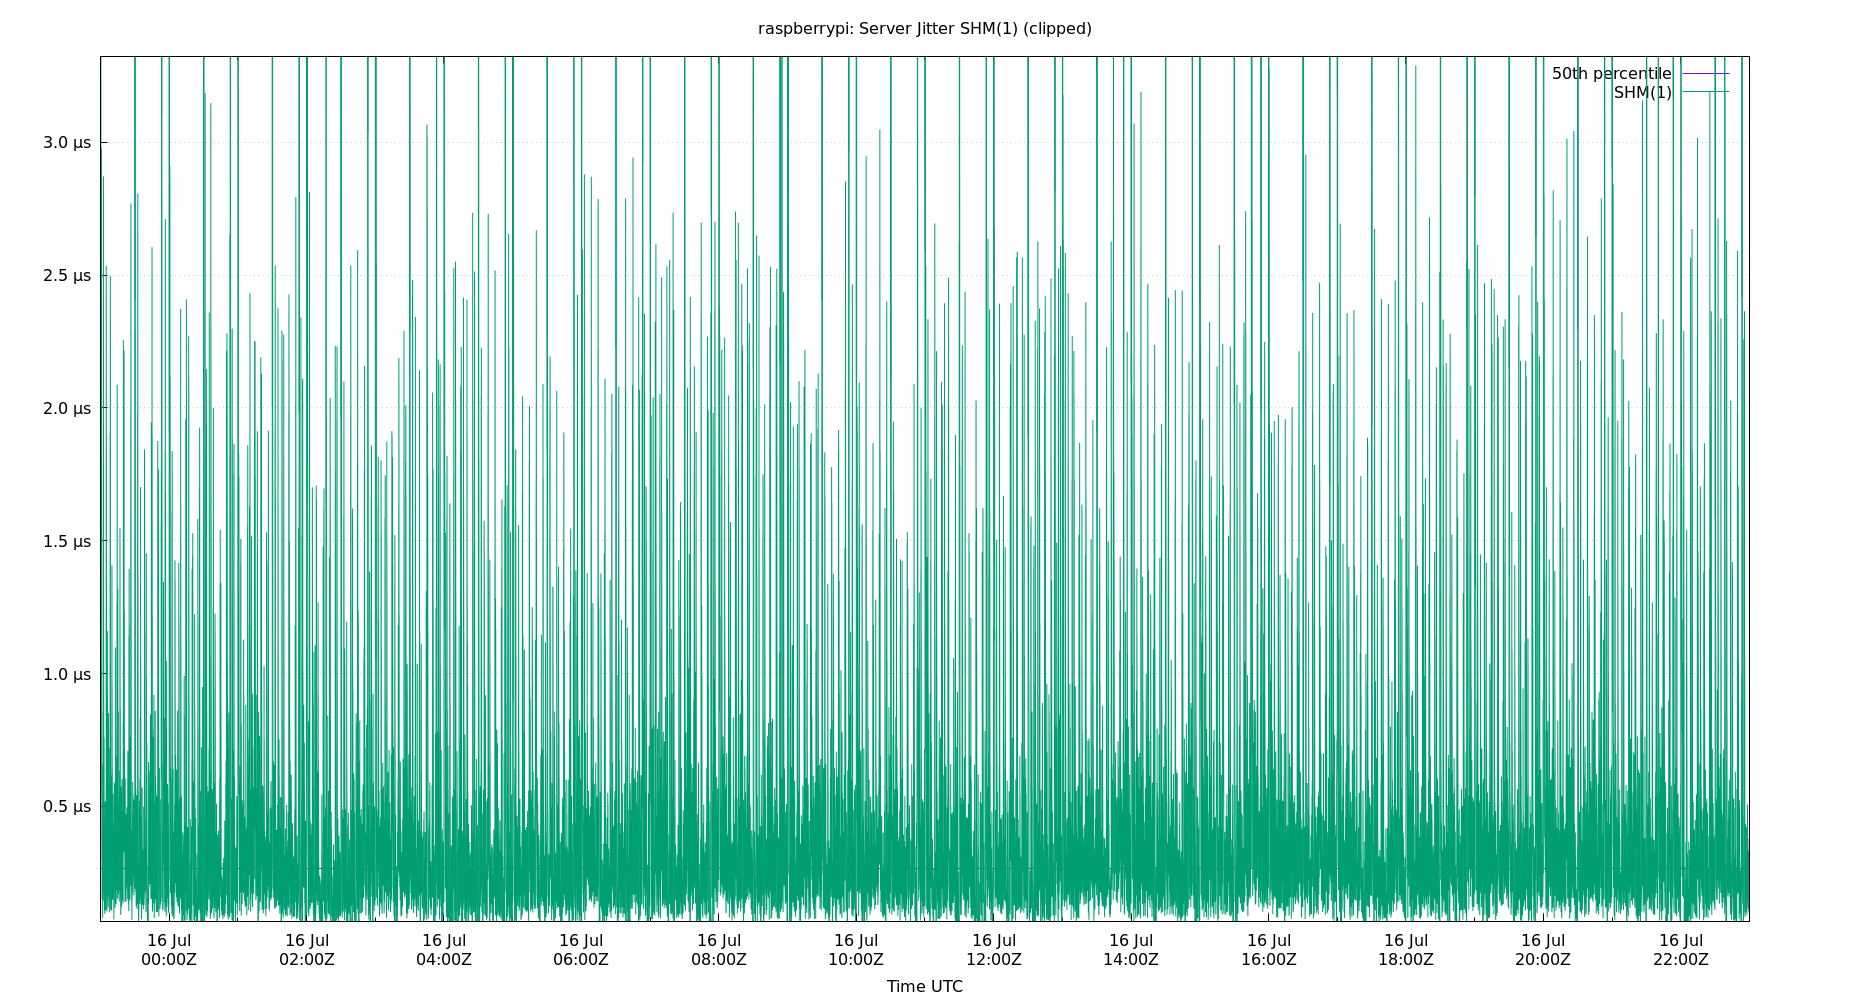 raspberrypi: Server Jitter SHM(1) (clipped)
50th percentile
SHM(1)
3.0 µs
2.5 µs
2.0 µs
1.5 µs
1.0 µs
0.5 µs
16 Jul 16 Jul 16 Jul 16 Jul 16 Jul 16 Jul 16 Jul 16 Jul 16 Jul 16 Jul 16 Jul 16 Jul
00:00Z 02:00Z 04:00Z 06:00Z 08:00Z 10:00Z 12:00Z 14:00Z 16:00Z 18:00Z 20:00Z 22:00Z
Time UTC